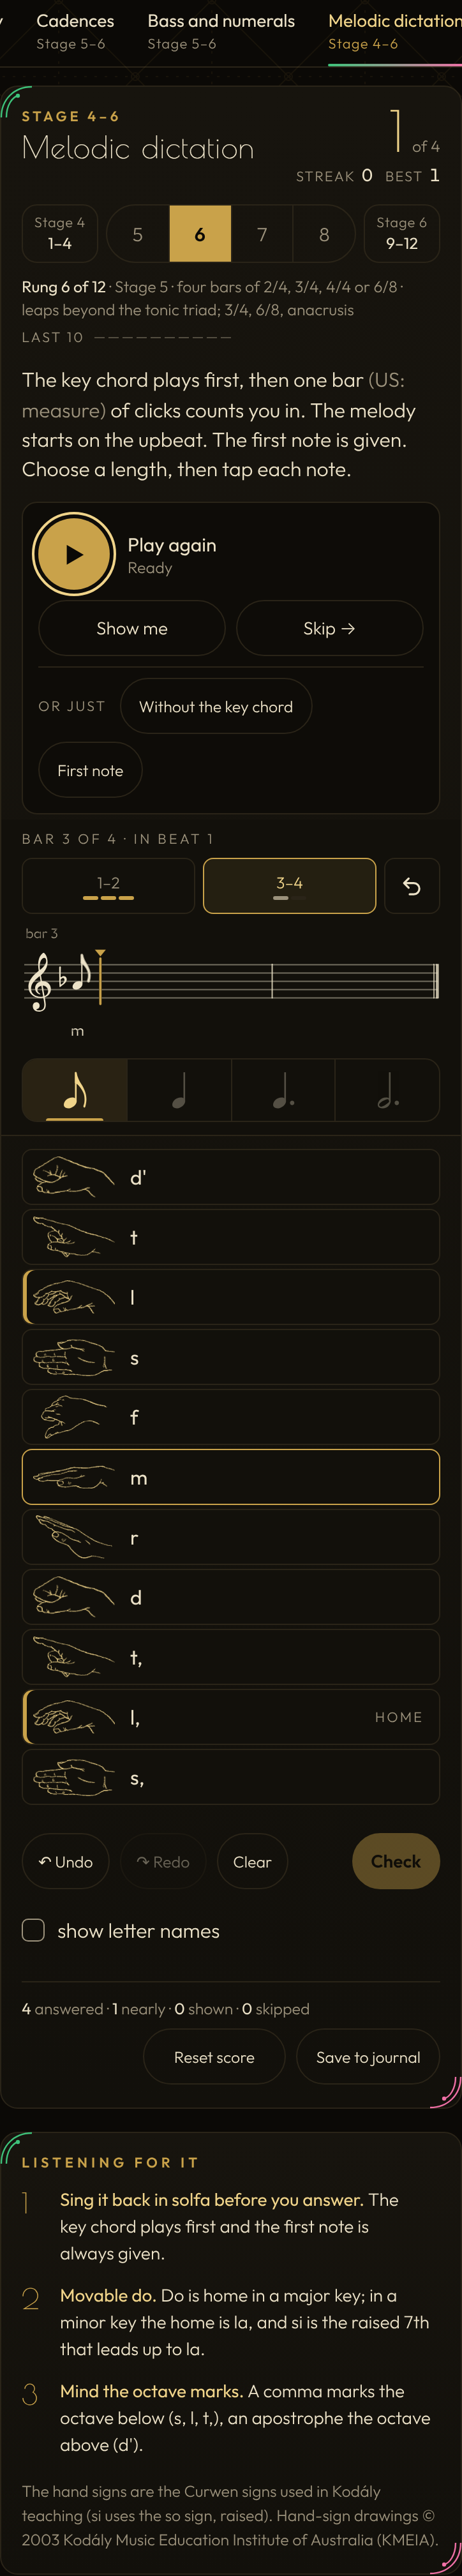 Cadences
Stage 5–6
Bass and numerals
Stage 5–6
Melodic dictation
Stage 4–6
STAGE 4–6
Melodic dictation
1 of 4
STREAK 0 BEST 1
Stage 4
1–4
5
6
7
8
Stage 6
9–12
Rung 6 of 12 · Stage 5 · four bars of 2/4, 3/4, 4/4 or 6/8 ·
leaps beyond the tonic triad; 3/4, 6/8, anacrusis
LAST 10
The key chord plays first, then one bar (US:
measure) of clicks counts you in. The melody
starts on the upbeat. The first note is given.
Choose a length, then tap each note.
Play again
Ready
Show me
Skip →
OR JUST
Without the key chord
First note
BAR 3 OF 4 · IN BEAT 1
1–2
3–4
bar 3
m
d'
t
l
s
f
m
r
d
t,
l,
HOME
s,
↶ Undo
↷ Redo
Clear
Check
show letter names
4 answered · 1 nearly · 0 shown · 0 skipped
Reset score
Save to journal
LISTENING FOR IT
1
Sing it back in solfa before you answer. The
key chord plays first and the first note is
always given.
2
Movable do. Do is home in a major key; in a
minor key the home is la, and si is the raised 7th
that leads up to la.
3
Mind the octave marks. A comma marks the
octave below (s, l, t,), an apostrophe the octave
above (d').
The hand signs are the Curwen signs used in Kodály
teaching (si uses the so sign, raised). Hand-sign drawings ©
2003 Kodály Music Education Institute of Australia (KMEIA).